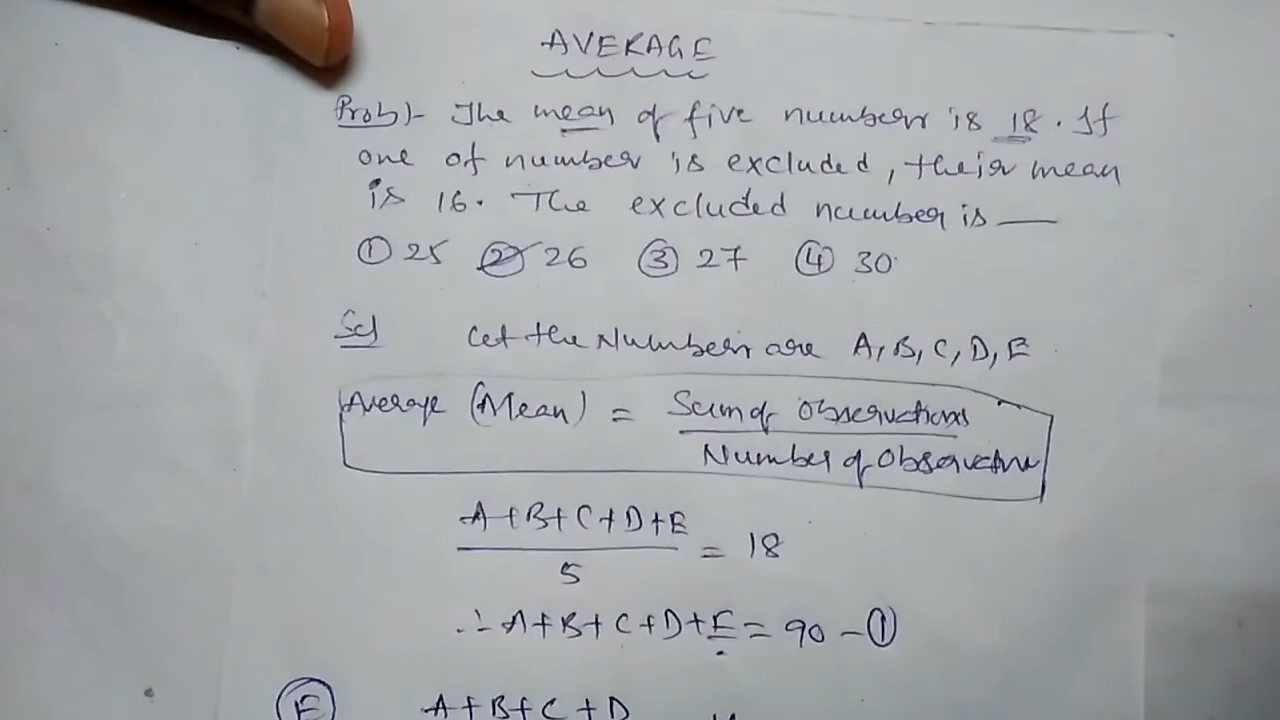 AVERAGE
Prob)- The mean of five numbers is 18. If
one of number is excluded, their mean
is 16. The excluded number is —
① 25 ② 26 ③ 27 ④ 30
Sol Let the Numbers are A, B, C, D, E
Average (Mean) = Sum of Observations
Number of Observations
A+B+C+D+E
= 18
5
∴ A+B+C+D+E = 90 – ①
E A+B+C+D